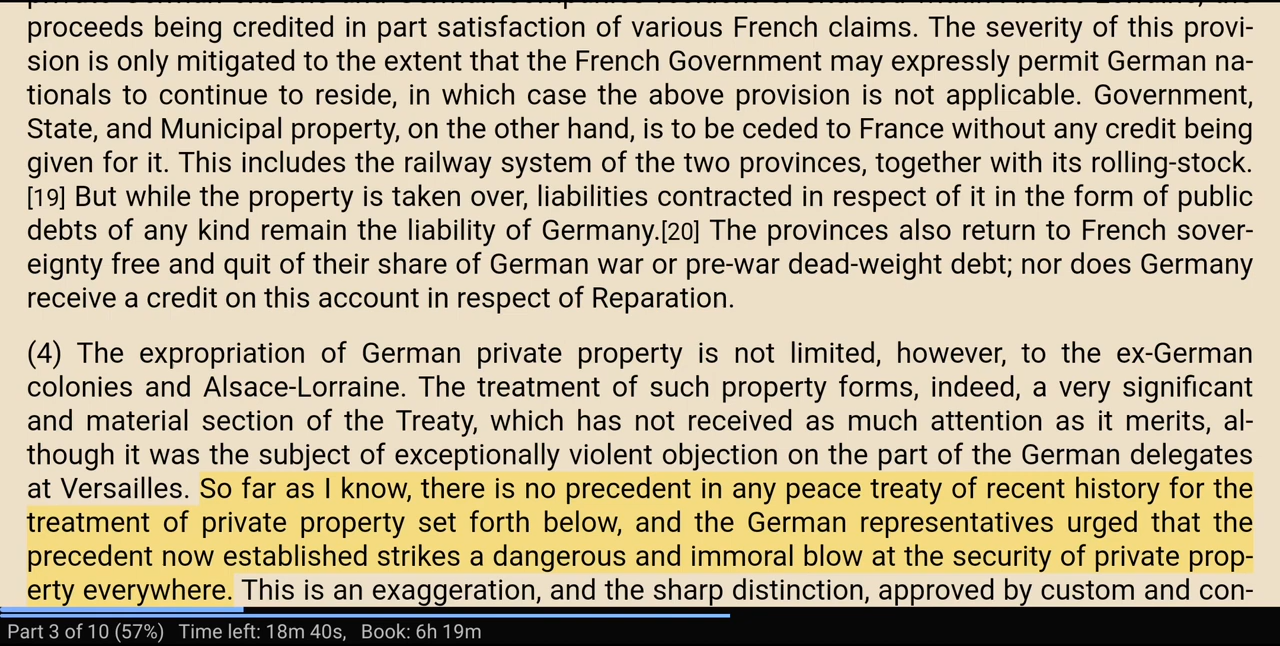 proceeds being credited in part satisfaction of various French claims. The severity of this provi-
sion is only mitigated to the extent that the French Government may expressly permit German na-
tionals to continue to reside, in which case the above provision is not applicable. Government,
State, and Municipal property, on the other hand, is to be ceded to France without any credit being
given for it. This includes the railway system of the two provinces, together with its rolling-stock.
[19] But while the property is taken over, liabilities contracted in respect of it in the form of public
debts of any kind remain the liability of Germany.[20] The provinces also return to French sover-
eignty free and quit of their share of German war or pre-war dead-weight debt; nor does Germany
receive a credit on this account in respect of Reparation.
(4) The expropriation of German private property is not limited, however, to the ex-German
colonies and Alsace-Lorraine. The treatment of such property forms, indeed, a very significant
and material section of the Treaty, which has not received as much attention as it merits, al-
though it was the subject of exceptionally violent objection on the part of the German delegates
at Versailles. So far as I know, there is no precedent in any peace treaty of recent history for the
treatment of private property set forth below, and the German representatives urged that the
precedent now established strikes a dangerous and immoral blow at the security of private prop-
erty everywhere. This is an exaggeration, and the sharp distinction, approved by custom and con-
Part 3 of 10 (57%) Time left: 18m 40s, Book: 6h 19m